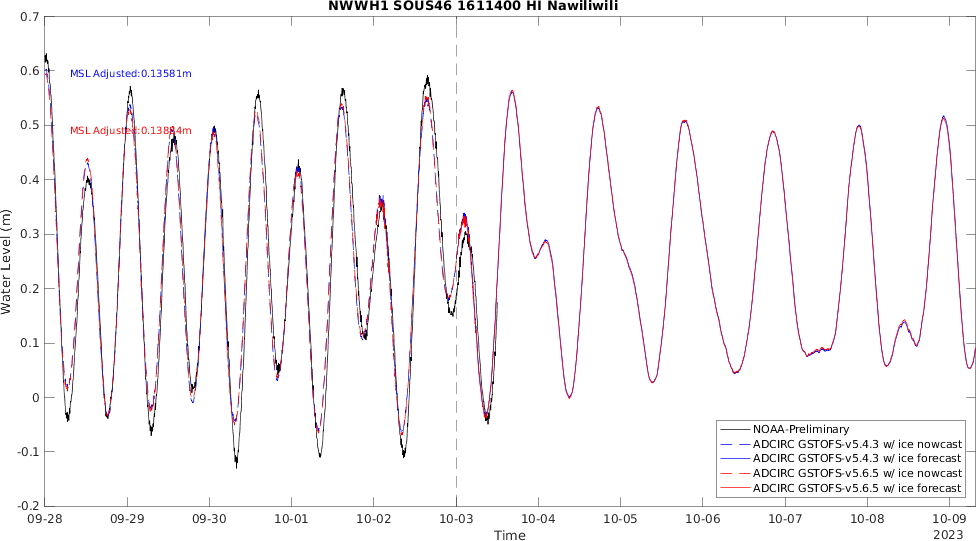 NWWH1 SOUS46 1611400 HI Nawiliwili
0.7
0.6
0.5
0.4
0.3
0.2
0.1
0
-0.1
-0.2
Water Level (m)
MSL Adjusted:0.13581m
MSL Adjusted:0.13884m
NOAA-Preliminary
ADCIRC GSTOFS-v5.4.3 w/ ice nowcast
ADCIRC GSTOFS-v5.4.3 w/ ice forecast
ADCIRC GSTOFS-v5.6.5 w/ ice nowcast
ADCIRC GSTOFS-v5.6.5 w/ ice forecast
09-28 09-29 09-30 10-01 10-02 10-03 10-04 10-05 10-06 10-07 10-08 10-09
Time 2023